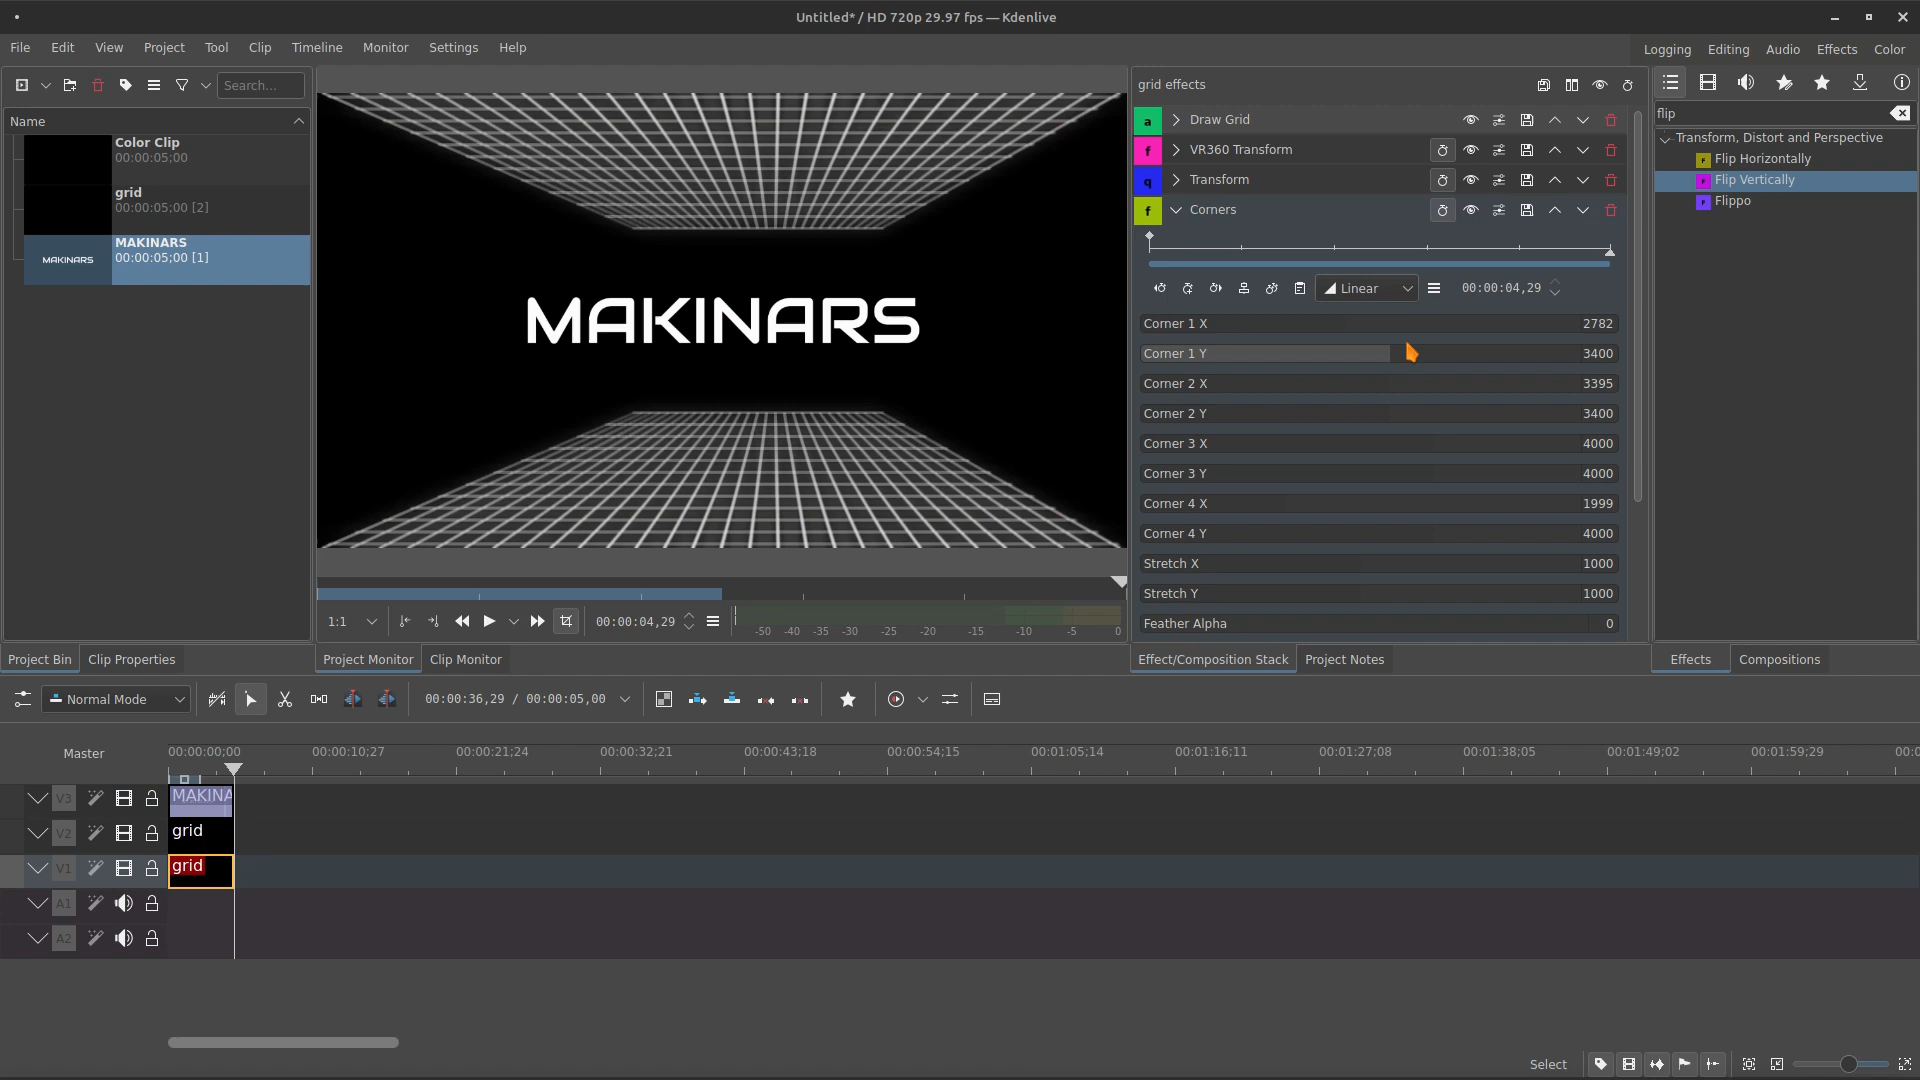 Untitled* / HD 720p 29.97 fps — Kdenlive
File Edit View Project Tool Clip Timeline Monitor Settings Help
Logging Editing Audio Effects Color
Search...
Name
Color Clip
00:00:05;00
grid
00:00:05;00 [2]
MAKINARS
MAKINARS
00:00:05;00 [1]
MAKINARS
1:1
00:00:04,29
-50 -40 -35 -30 -25 -20 -15 -10 -5 0
grid effects
a Draw Grid
f VR360 Transform
q Transform
f Corners
Linear 00:00:04,29
Corner 1 X 2782
Corner 1 Y 3400
Corner 2 X 3395
Corner 2 Y 3400
Corner 3 X 4000
Corner 3 Y 4000
Corner 4 X 1999
Corner 4 Y 4000
Stretch X 1000
Stretch Y 1000
Feather Alpha 0
flip
Transform, Distort and Perspective
F Flip Horizontally
F Flip Vertically
F Flippo
Project Bin Clip Properties
Project Monitor Clip Monitor
Effect/Composition Stack Project Notes
Effects Compositions
Normal Mode
00:00:36,29 / 00:00:05,00
Master
00:00:00;00 00:00:10;27 00:00:21;24 00:00:32;21 00:00:43;18 00:00:54;15 00:01:05;14 00:01:16;11 00:01:27;08 00:01:38;05 00:01:49;02 00:01:59;29 00:0
V3 MAKINA
V2 grid
V1 grid
A1
A2
Select